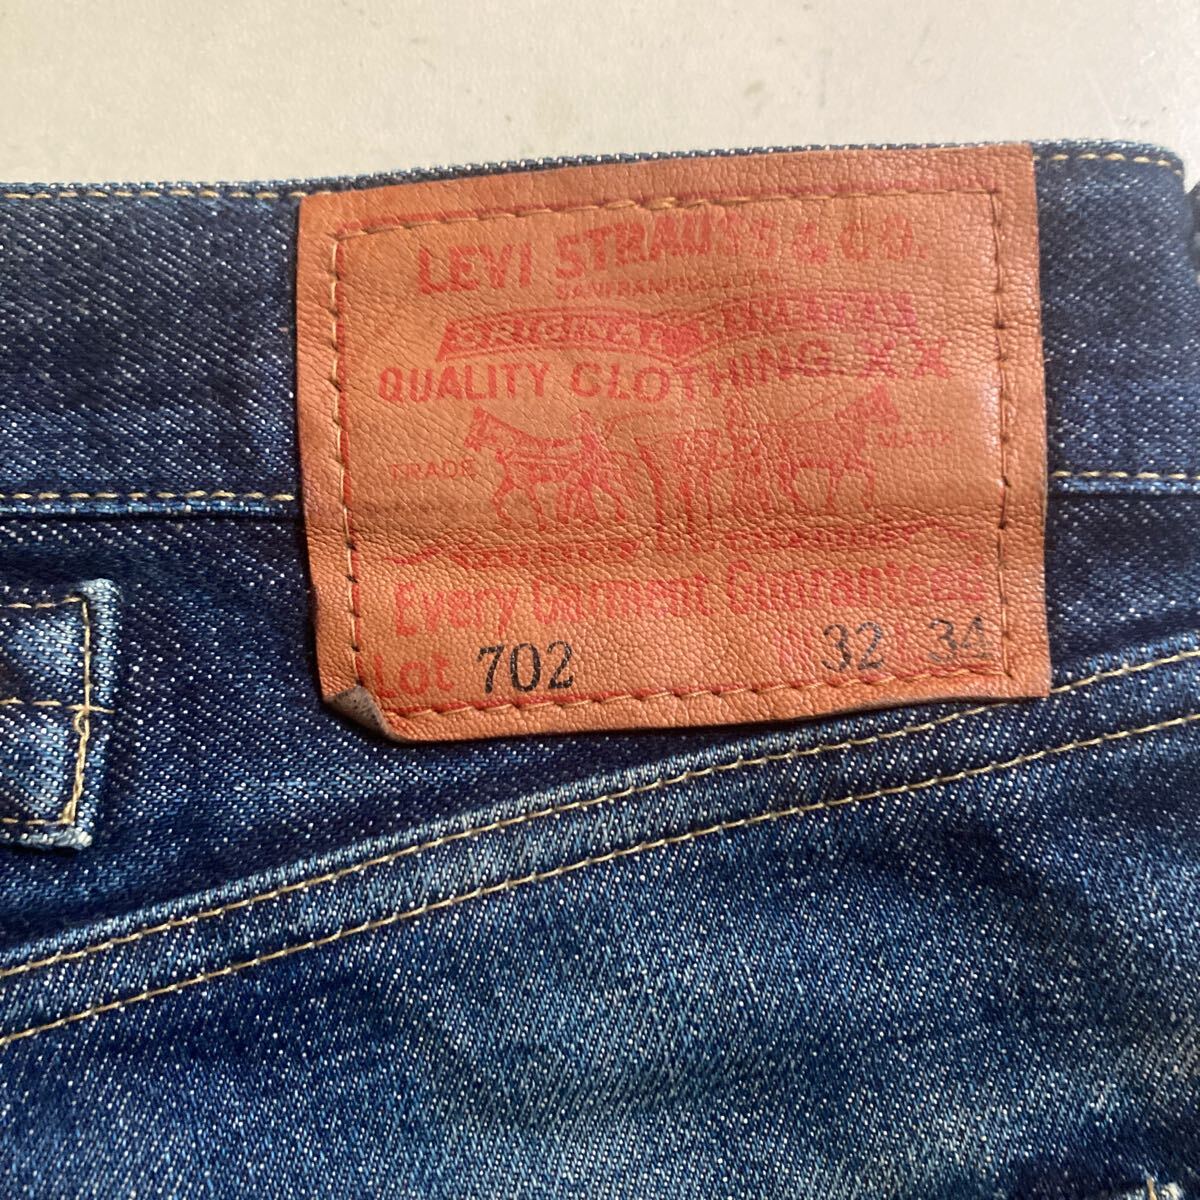 LEVI STRAUSS & CO.
QUALITY CLOTHING XX
TRADE MARK
Every Garment Guaranteed
Lot 702 W 32 34